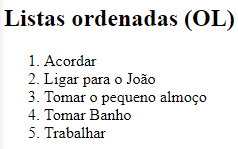 Listas ordenadas (OL)
1. Acordar
2. Ligar para o João
3. Tomar o pequeno almoço
4. Tomar Banho
5. Trabalhar